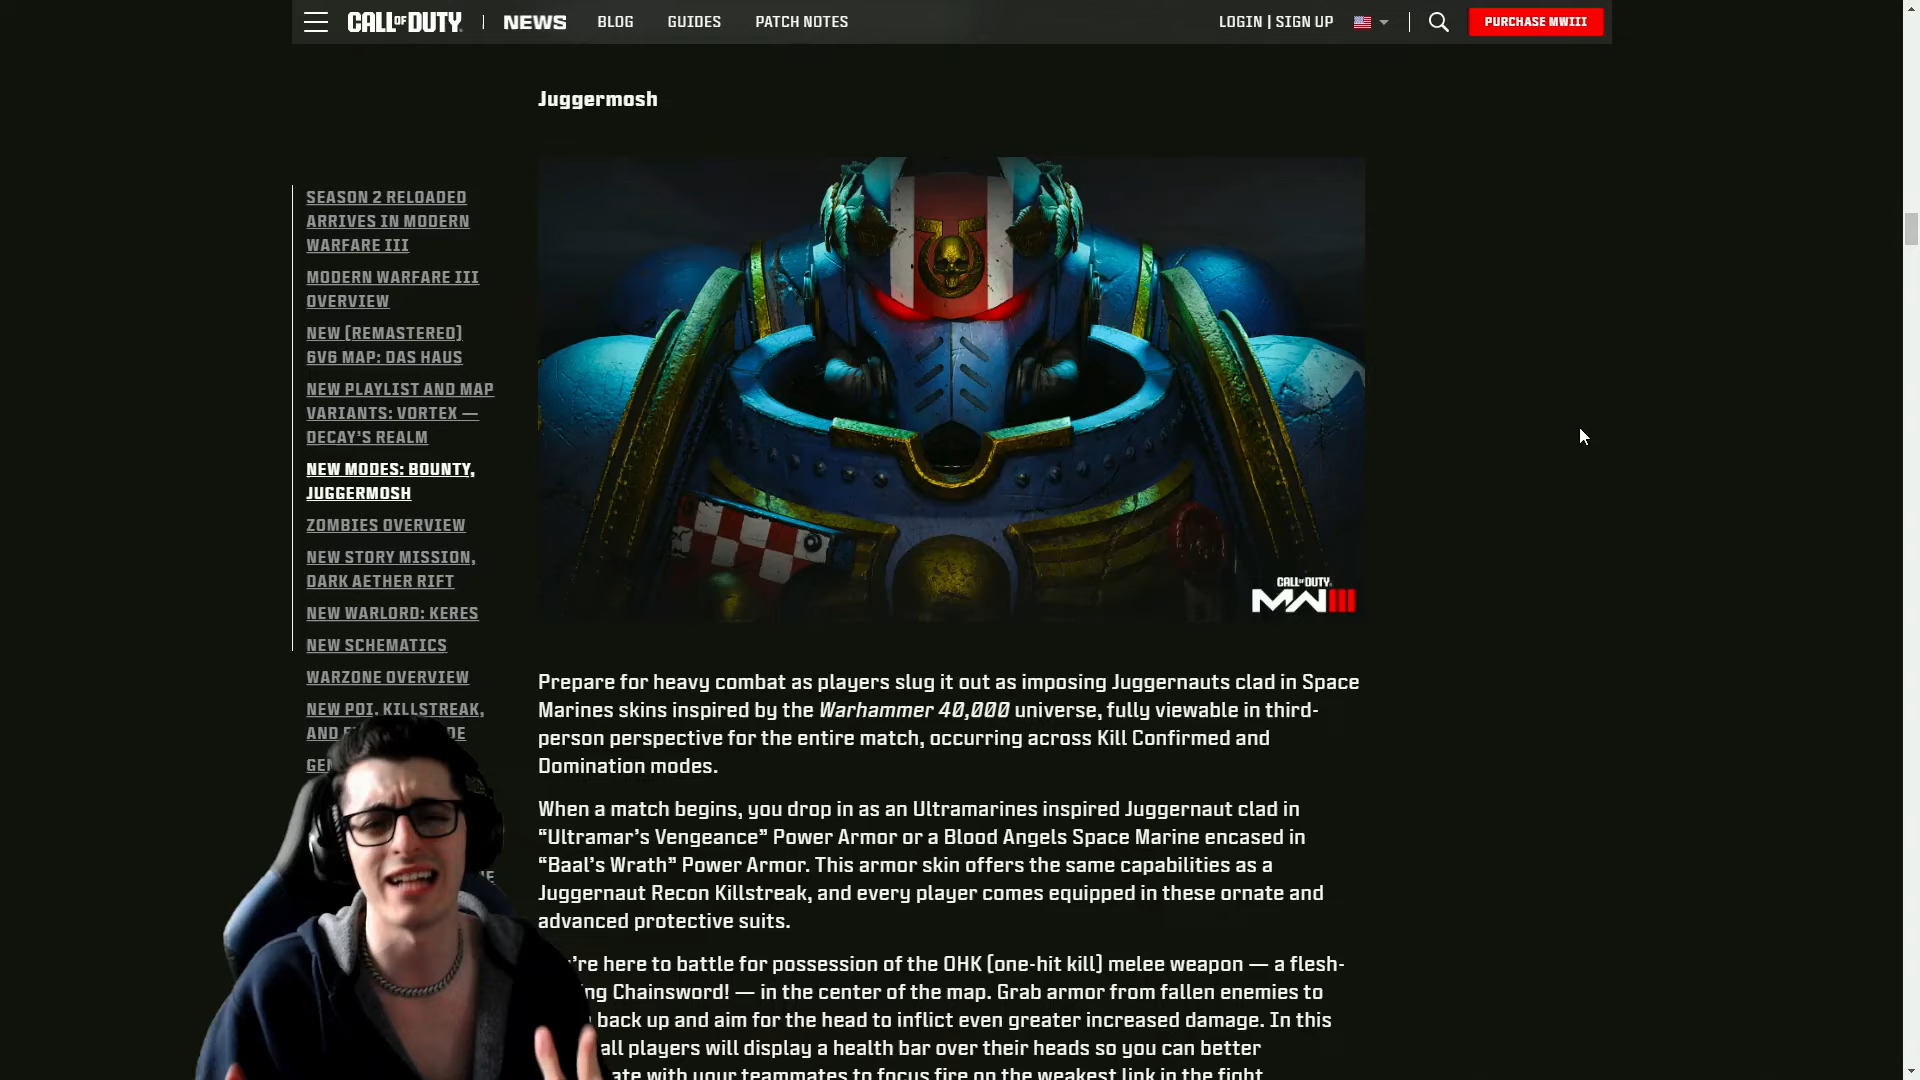 CALL OF DUTY
NEWS
BLOG
GUIDES
PATCH NOTES
LOGIN | SIGN UP
PURCHASE MWIII
Juggermosh
SEASON 2 RELOADED
ARRIVES IN MODERN
WARFARE III
MODERN WARFARE III
OVERVIEW
NEW (REMASTERED)
6V6 MAP: DAS HAUS
NEW PLAYLIST AND MAP
VARIANTS: VORTEX —
DECAY'S REALM
NEW MODES: BOUNTY,
JUGGERMOSH
ZOMBIES OVERVIEW
NEW STORY MISSION,
DARK AETHER RIFT
NEW WARLORD: KERES
NEW SCHEMATICS
WARZONE OVERVIEW
NEW POI, KILLSTREAK,
AND
CALL OF DUTY
MWIII
Prepare for heavy combat as players slug it out as imposing Juggernauts clad in Space
Marines skins inspired by the Warhammer 40,000 universe, fully viewable in third-
person perspective for the entire match, occurring across Kill Confirmed and
Domination modes.
When a match begins, you drop in as an Ultramarines inspired Juggernaut clad in
“Ultramar’s Vengeance” Power Armor or a Blood Angels Space Marine encased in
“Baal’s Wrath” Power Armor. This armor skin offers the same capabilities as a
Juggernaut Recon Killstreak, and every player comes equipped in these ornate and
advanced protective suits.
’re here to battle for possession of the OHK (one-hit kill) melee weapon — a flesh-
ng Chainsword! — in the center of the map. Grab armor from fallen enemies to
back up and aim for the head to inflict even greater increased damage. In this
all players will display a health bar over their heads so you can better
ate with your teammates to focus fire on the weakest link in the fight.